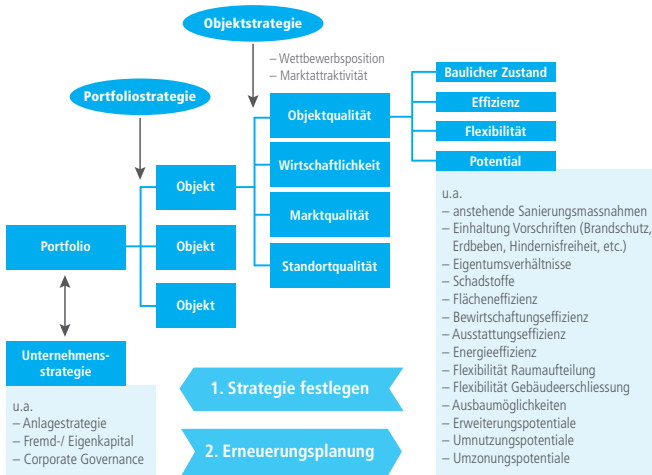 Objektstrategie
– Wettbewerbsposition
– Marktattraktivität
Portfoliostrategie
Baulicher Zustand
Effizienz
Flexibilität
Potential
Objektqualität
Wirtschaftlichkeit
Marktqualität
Standortqualität
Objekt
Objekt
Objekt
Portfolio
Unternehmens-
strategie
u.a.
– Anlagestrategie
– Fremd-/ Eigenkapital
– Corporate Governance
1. Strategie festlegen
2. Erneuerungsplanung
u.a.
– anstehende Sanierungsmassnahmen
– Einhaltung Vorschriften (Brandschutz,
Erdbeben, Hindernisfreiheit, etc.)
– Eigentumsverhältnisse
– Schadstoffe
– Flächeneffizienz
– Bewirtschaftungseffizienz
– Ausstattungseffizienz
– Energieeffizienz
– Flexibilität Raumaufteilung
– Flexibilität Gebäudeerschliessung
– Ausbaumöglichkeiten
– Erweiterungspotentiale
– Umnutzungspotentiale
– Umzonungspotentiale